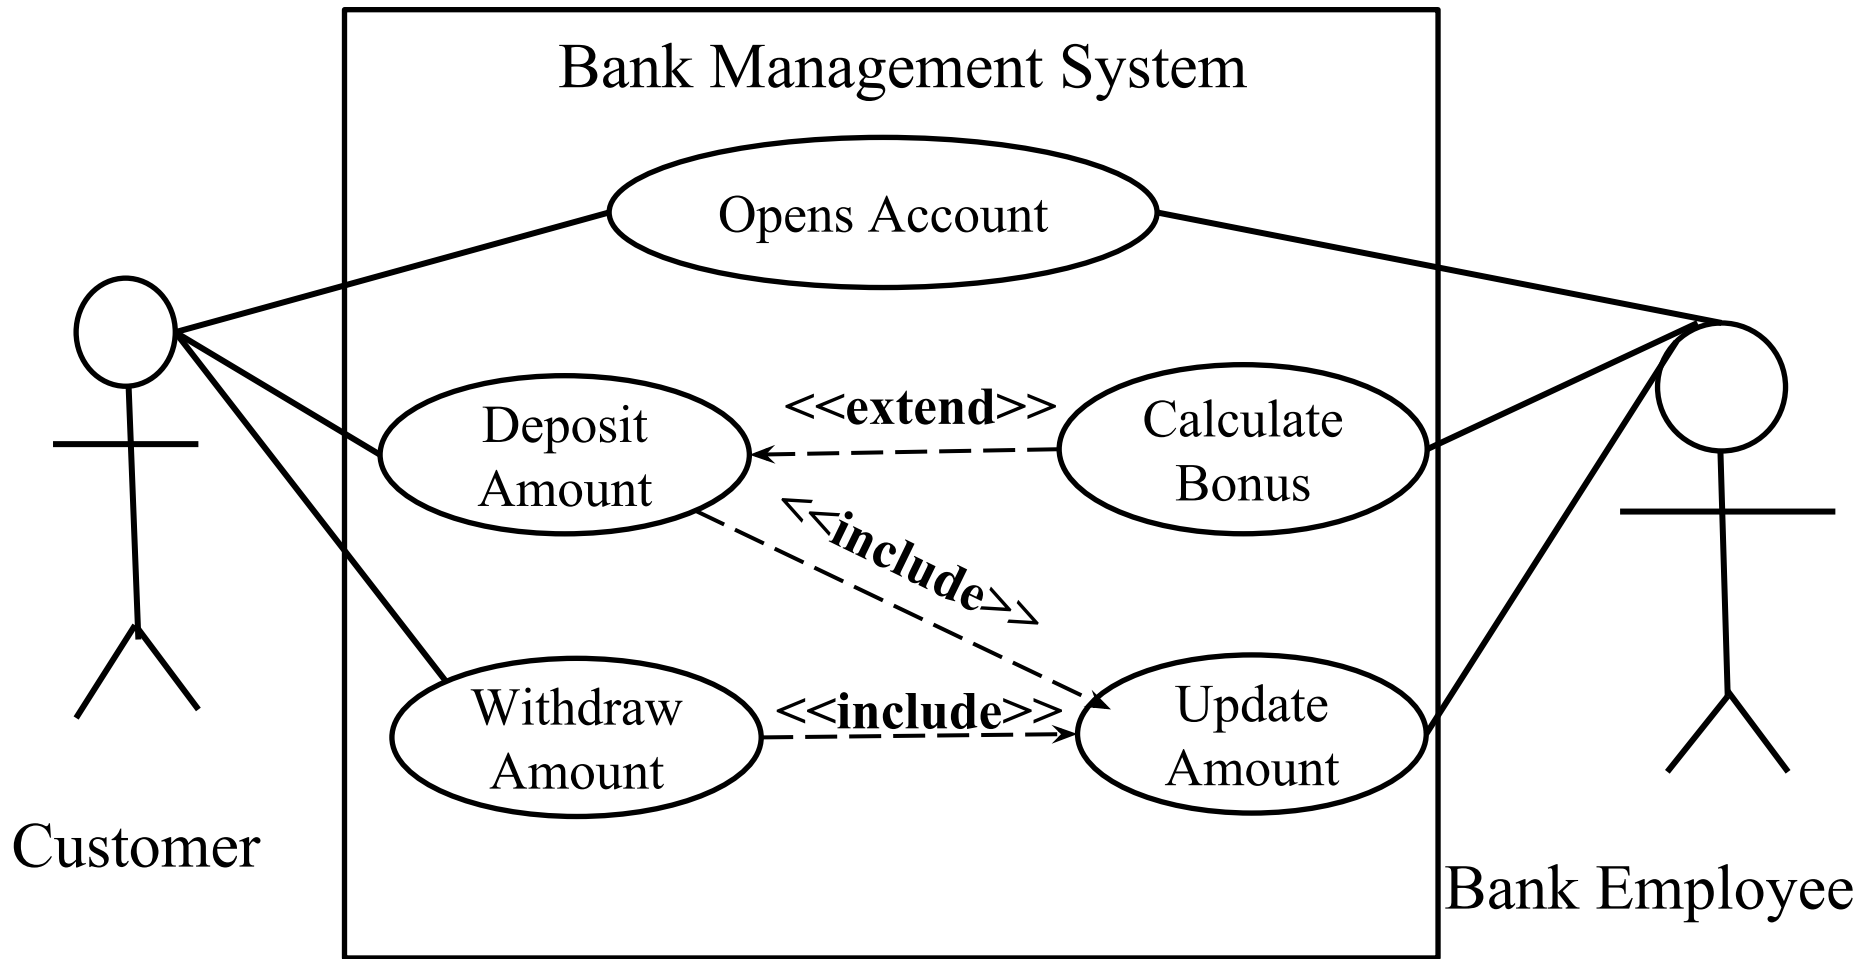 Bank Management System
Opens Account
Deposit
Amount
<<extend>>
Calculate
Bonus
<<include>>
Withdraw
Amount
<<include>>
Update
Amount
Customer
Bank Employee